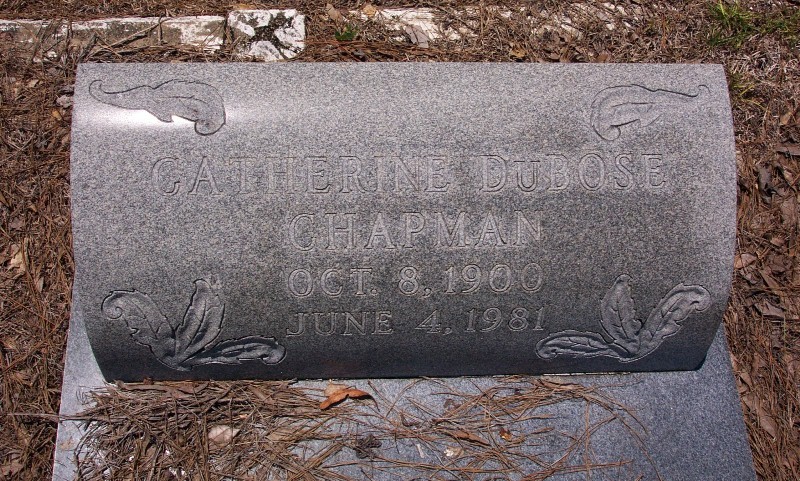 CATHERINE DuBOSE
CHAPMAN
OCT. 8, 1900
JUNE 4, 1981